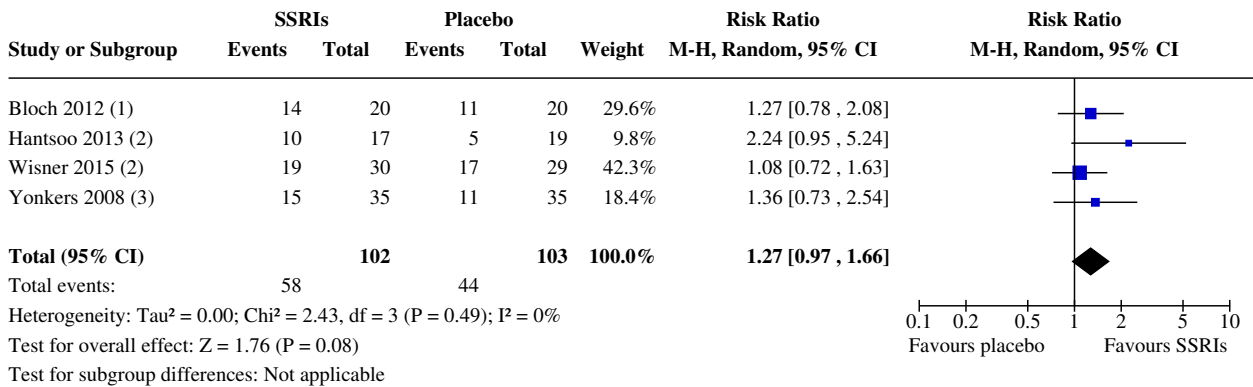 SSRIs Placebo Risk Ratio Risk Ratio
Study or Subgroup Events Total Events Total Weight M-H, Random, 95% CI M-H, Random, 95% CI
Bloch 2012 (1) 14 20 11 20 29.6% 1.27 [0.78 , 2.08]
Hantsoo 2013 (2) 10 17 5 19 9.8% 2.24 [0.95 , 5.24]
Wisner 2015 (2) 19 30 17 29 42.3% 1.08 [0.72 , 1.63]
Yonkers 2008 (3) 15 35 11 35 18.4% 1.36 [0.73 , 2.54]
Total (95% CI) 102 103 100.0% 1.27 [0.97 , 1.66]
Total events: 58 44
Heterogeneity: Tau² = 0.00; Chi² = 2.43, df = 3 (P = 0.49); I² = 0%
0.1 0.2 0.5 1 2 5 10
Test for overall effect: Z = 1.76 (P = 0.08)
Favours placebo Favours SSRIs
Test for subgroup differences: Not applicable